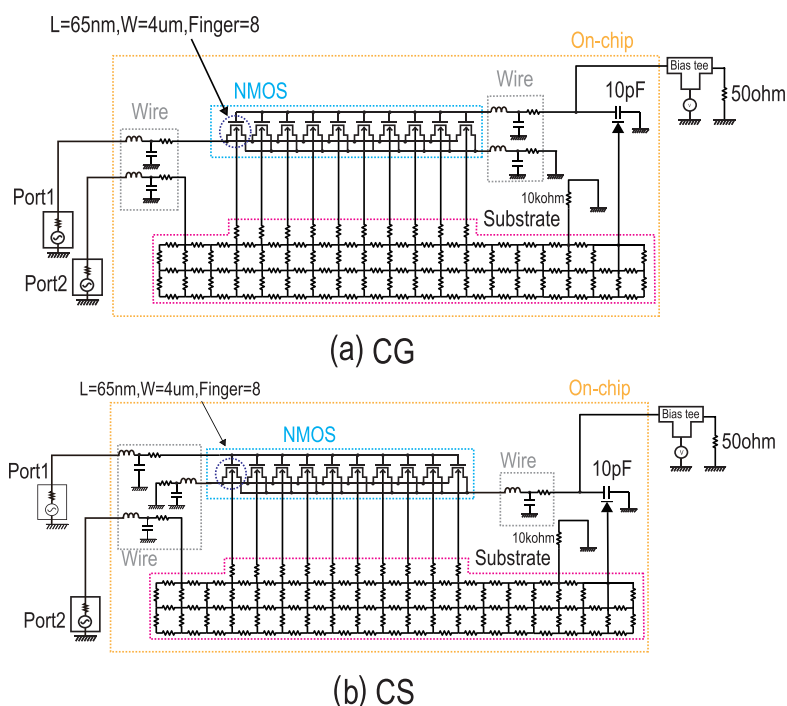 L=65nm,W=4um,Finger=8
On-chip
NMOS
Wire
Wire
Bias tee
10pF
50ohm
V
Port1
10kohm
Substrate
Port2
(a) CG
L=65nm,W=4um,Finger=8
On-chip
NMOS
Bias tee
50ohm
V
Port1
Wire
10pF
Wire
10kohm
Substrate
Port2
(b) CS